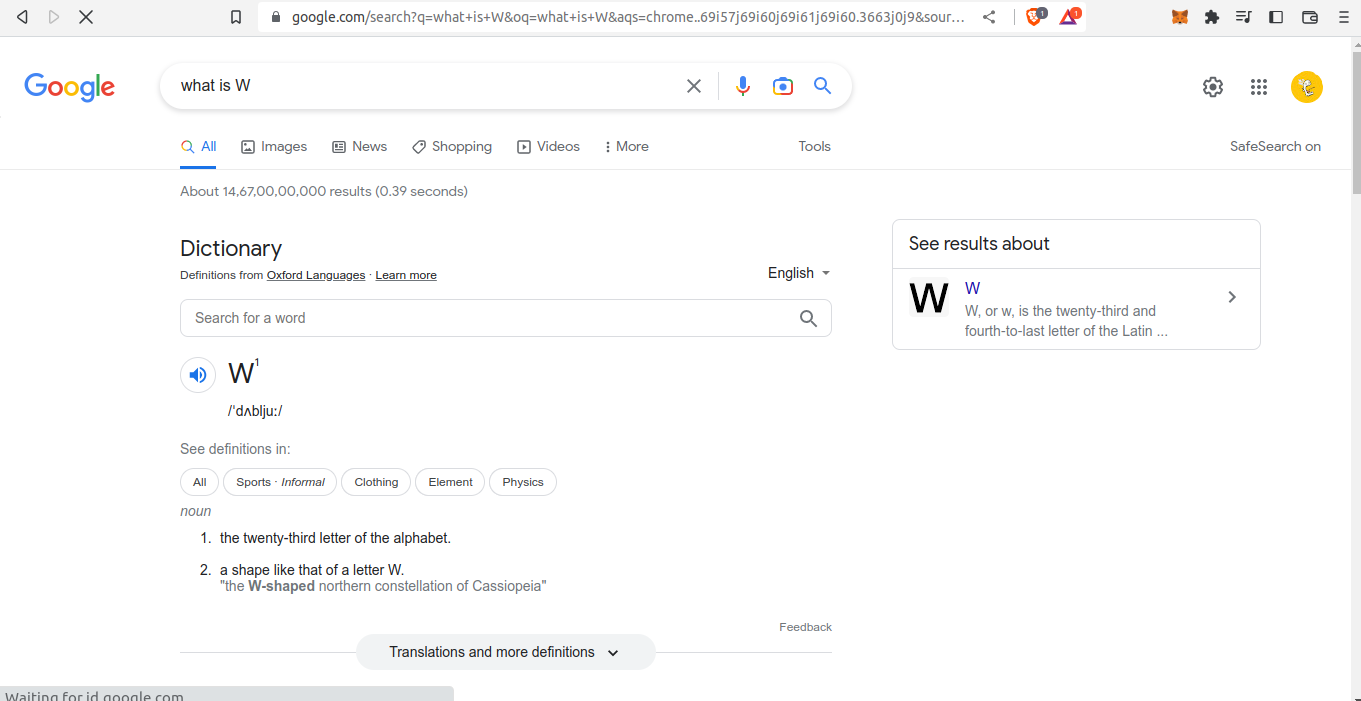 google.com/search?q=what+is+W&oq=what+is+W&aqs=chrome..69i57j69i60j69i61j69i60.3663j0j9&sour...
1
1
Google
what is W
All
Images
News
Shopping
Videos
More
Tools
SafeSearch on
About 14,67,00,00,000 results (0.39 seconds)
Dictionary
Definitions from Oxford Languages · Learn more
English
Search for a word
W¹
/ˈdʌbljuː/
See definitions in:
All
Sports · Informal
Clothing
Element
Physics
noun
1. the twenty-third letter of the alphabet.
2. a shape like that of a letter W.
"the W-shaped northern constellation of Cassiopeia"
Feedback
Translations and more definitions
See results about
W
W
W, or w, is the twenty-third and
fourth-to-last letter of the Latin ...
Waiting for id.google.com